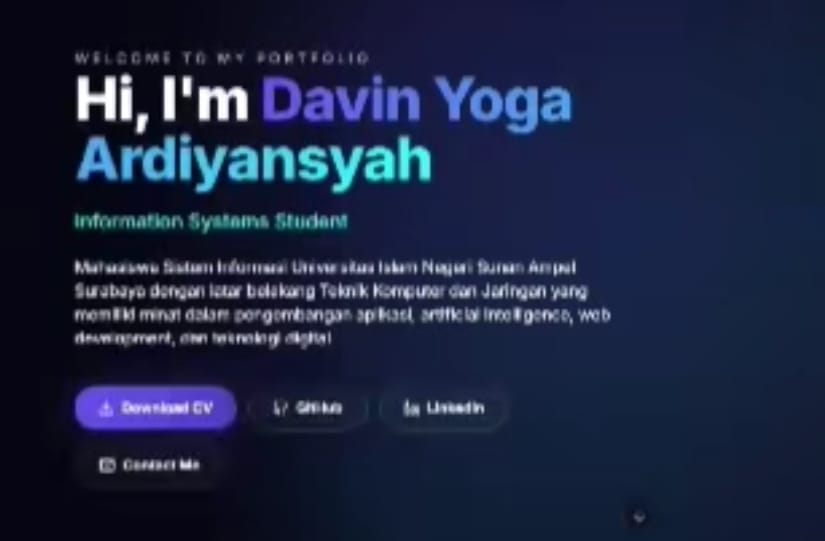 WELCOME TO MY PORTFOLIO
Hi, I'm Davin Yoga
Ardiyansyah
Information Systems Student
Mahasiswa Sistem Informasi Universitas Islam Negeri Sunan Ampel
Surabaya dengan latar belakang Teknik Komputer dan Jaringan yang
memiliki minat dalam pengembangan aplikasi, artificial intelligence, web
development, dan teknologi digital
Download CV
GitHub
LinkedIn
Contact Me